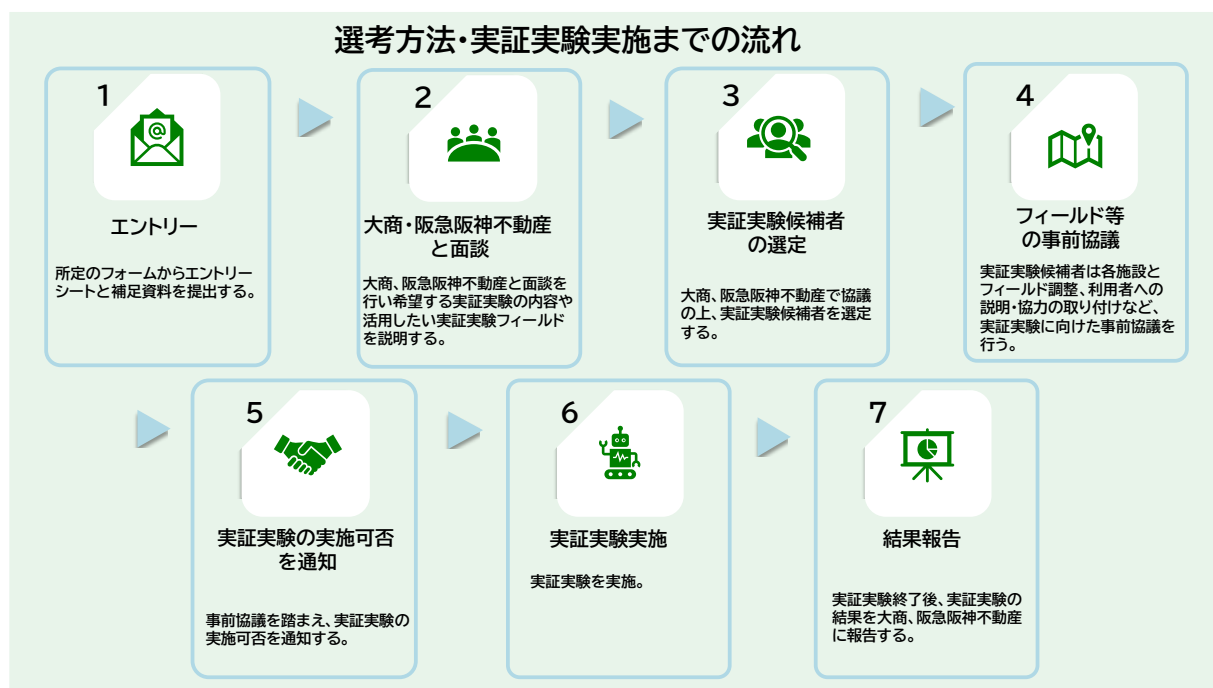 選考方法・実証実験実施までの流れ
1
エントリー
所定のフォームからエントリー
シートと補足資料を提出する。
2
大商・阪急阪神不動産
と面談
大商、阪急阪神不動産と面談を
行い希望する実証実験の内容や
活用したい実証実験フィールド
を説明する。
3
実証実験候補者
の選定
大商、阪急阪神不動産で協議
の上、実証実験候補者を選定
する。
4
フィールド等
の事前協議
実証実験候補者は各施設と
フィールド調整、利用者への
説明・協力の取り付けなど、
実証実験に向けた事前協議を
行う。
5
実証実験の実施可否
を通知
事前協議を踏まえ、実証実験の
実施可否を通知する。
6
実証実験実施
実証実験を実施。
7
結果報告
実証実験終了後、実証実験の
結果を大商、阪急阪神不動産
に報告する。